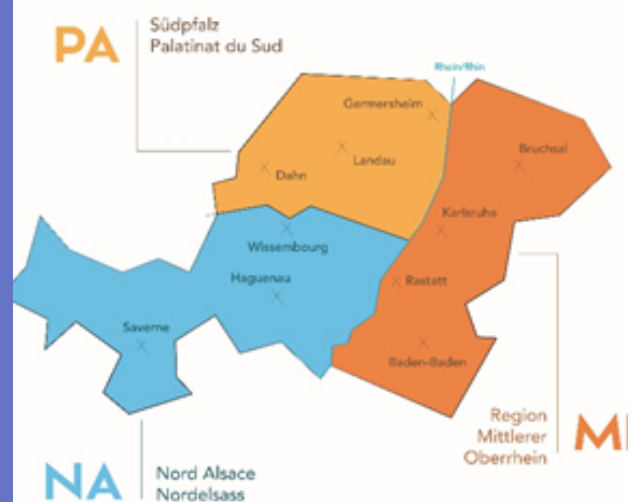 PA
Südpfalz
Palatinat du Sud
Rhein/Rhin
Germersheim
Bruchsal
Landau
Dahn
Karlsruhe
Wissembourg
Haguenau
Rastatt
Saverne
Baden-Baden
Region
Mittlerer
Oberrhein
NA
Nord Alsace
Nordelsass